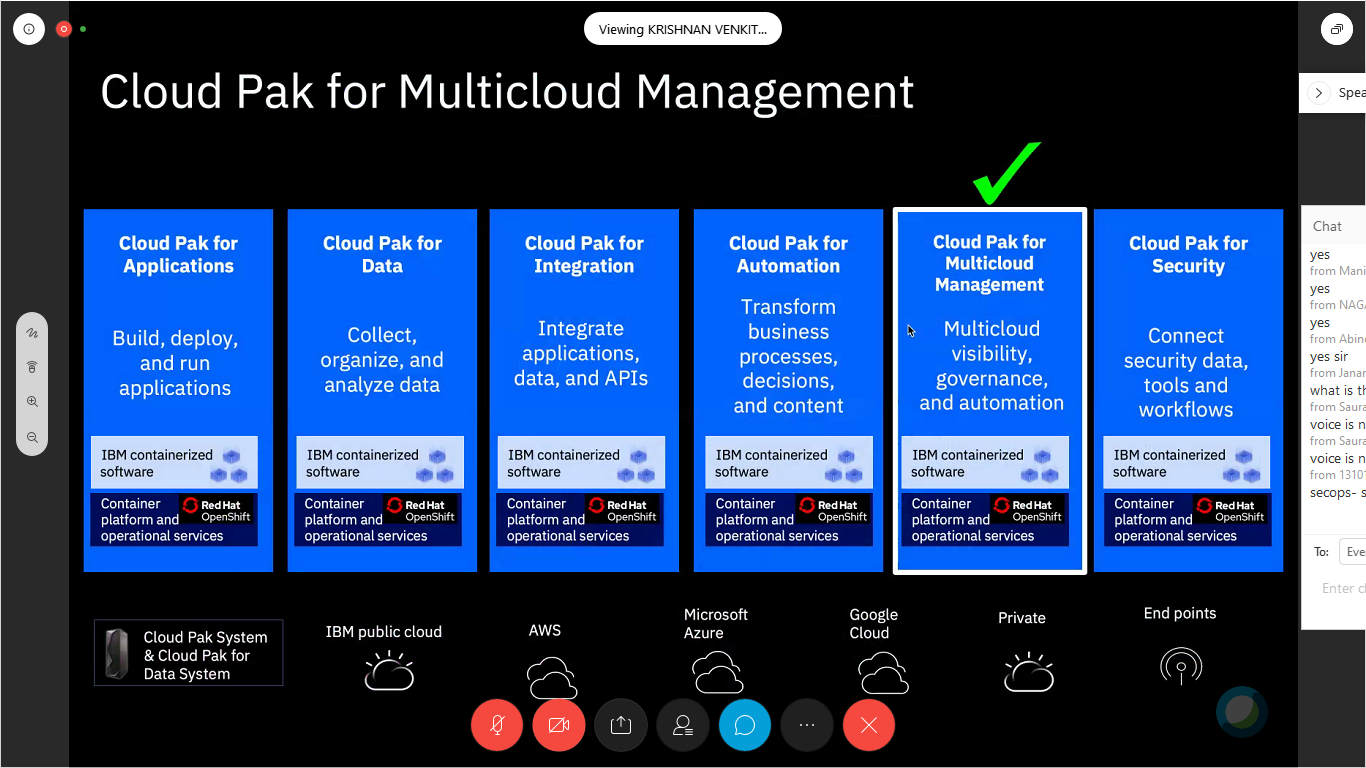 Viewing KRISHNAN VENKIT...
Cloud Pak for Multicloud Management
Cloud Pak for
Applications
Build, deploy,
and run
applications
IBM containerized
software
Container
platform and
operational services
Red Hat
OpenShift
Cloud Pak for
Data
Collect,
organize, and
analyze data
IBM containerized
software
Container
platform and
operational services
Red Hat
OpenShift
Cloud Pak for
Integration
Integrate
applications,
data, and APIs
IBM containerized
software
Container
platform and
operational services
Red Hat
OpenShift
Cloud Pak for
Automation
Transform
business
processes,
decisions,
and content
IBM containerized
software
Container
platform and
operational services
Red Hat
OpenShift
Cloud Pak for
Multicloud
Management
Multicloud
visibility,
governance,
and automation
IBM containerized
software
Container
platform and
operational services
Red Hat
OpenShift
Cloud Pak for
Security
Connect
security data,
tools and
workflows
IBM containerized
software
Container
platform and
operational services
Red Hat
OpenShift
Cloud Pak System
& Cloud Pak for
Data System
IBM public cloud
AWS
Microsoft
Azure
Google
Cloud
Private
End points
Spea
Chat
yes
from Mani
yes
from NAGA
yes
from Abin
yes sir
from Janar
what is th
from Saura
voice is n
from Saura
voice is n
from 13101
secops- s
To:
Eve
Enter c